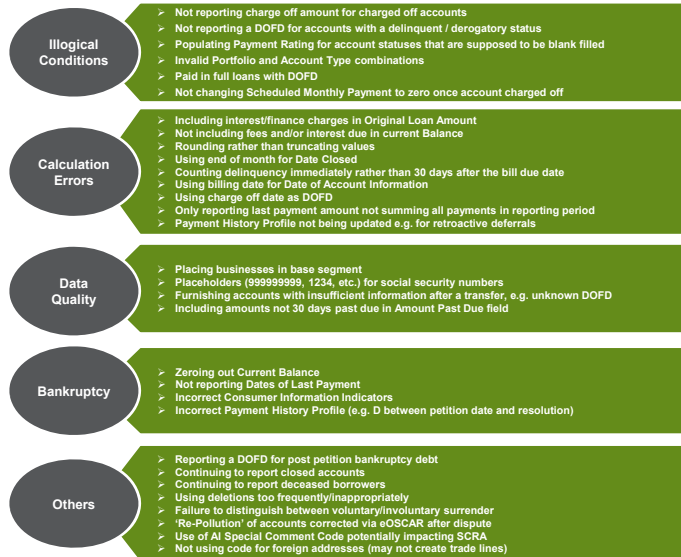 Illogical
Conditions
➢ Not reporting charge off amount for charged off accounts
➢ Not reporting a DOFD for accounts with a delinquent / derogatory status
➢ Populating Payment Rating for account statuses that are supposed to be blank filled
➢ Invalid Portfolio and Account Type combinations
➢ Paid in full loans with DOFD
➢ Not changing Scheduled Monthly Payment to zero once account charged off
Calculation
Errors
➢ Including interest/finance charges in Original Loan Amount
➢ Not including fees and/or interest due in current Balance
➢ Rounding rather than truncating values
➢ Using end of month for Date Closed
➢ Counting delinquency immediately rather than 30 days after the bill due date
➢ Using billing date for Date of Account Information
➢ Using charge off date as DOFD
➢ Only reporting last payment amount not summing all payments in reporting period
➢ Payment History Profile not being updated e.g. for retroactive deferrals
Data
Quality
➢ Placing businesses in base segment
➢ Placeholders (999999999, 1234, etc.) for social security numbers
➢ Furnishing accounts with insufficient information after a transfer, e.g. unknown DOFD
➢ Including amounts not 30 days past due in Amount Past Due field
Bankruptcy
➢ Zeroing out Current Balance
➢ Not reporting Dates of Last Payment
➢ Incorrect Consumer Information Indicators
➢ Incorrect Payment History Profile (e.g. D between petition date and resolution)
Others
➢ Reporting a DOFD for post petition bankruptcy debt
➢ Continuing to report closed accounts
➢ Continuing to report deceased borrowers
➢ Using deletions too frequently/inappropriately
➢ Failure to distinguish between voluntary/involuntary surrender
➢ ‘Re-Pollution’ of accounts corrected via eOSCAR after dispute
➢ Use of AI Special Comment Code potentially impacting SCRA
➢ Not using code for foreign addresses (may not create trade lines)